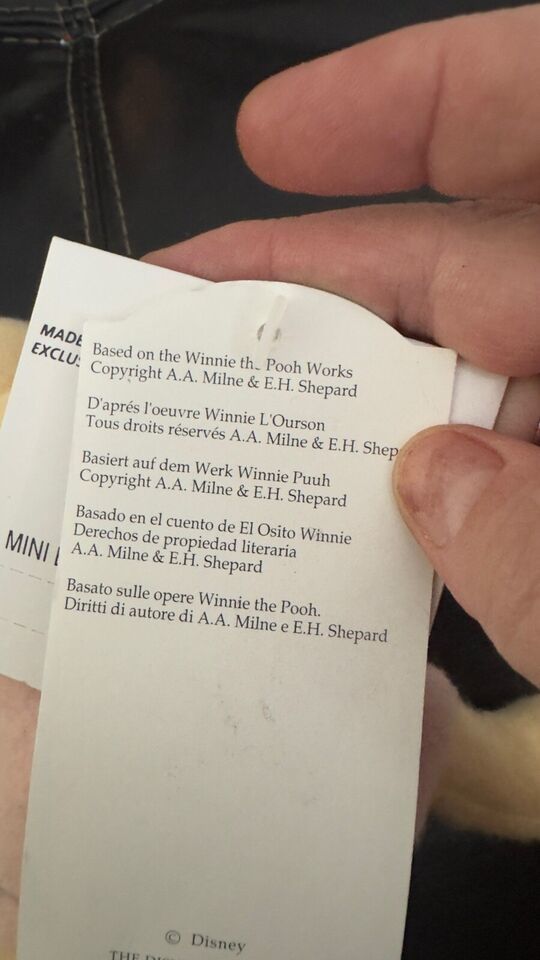 MADE
Based on the Winnie the Pooh Works
Copyright A.A. Milne & E.H. Shepard
D'aprés l'oeuvre Winnie L'Ourson
Tous droits réservés A.A. Milne & E.H. Shep
Basiert auf dem Werk Winnie Puuh
Copyright A.A. Milne & E.H. Shepard
Basado en el cuento de El Osito Winnie
Derechos de propiedad literaria
A.A. Milne & E.H. Shepard
Basato sulle opere Winnie the Pooh.
Diritti di autore di A.A. Milne e E.H. Shepard
MINI
© Disney
THE